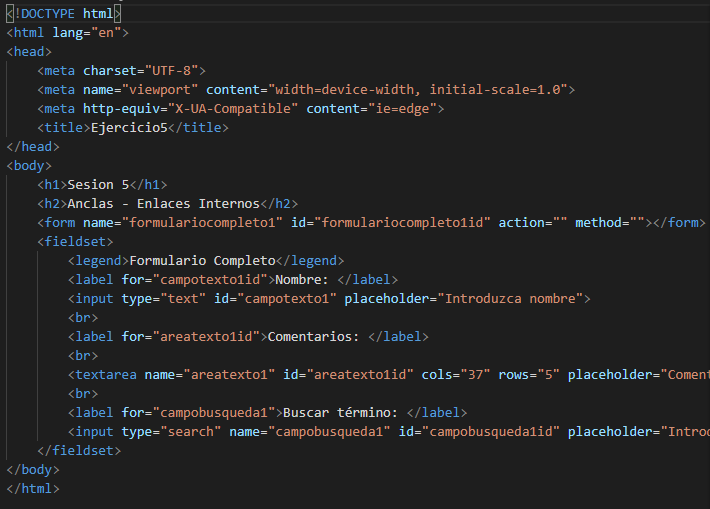 <!DOCTYPE html>
<html lang="en">
<head>
    <meta charset="UTF-8">
    <meta name="viewport" content="width=device-width, initial-scale=1.0">
    <meta http-equiv="X-UA-Compatible" content="ie=edge">
    <title>Ejercicio5</title>
</head>
<body>
    <h1>Sesion 5</h1>
    <h2>Anclas - Enlaces Internos</h2>
    <form name="formulariocompleto1" id="formulariocompleto1id" action="" method=""></form>
    <fieldset>
        <legend>Formulario Completo</legend>
        <label for="campotexto1id">Nombre: </label>
        <input type="text" id="campotexto1" placeholder="Introduzca nombre">
        <br>
        <label for="areatexto1id">Comentarios: </label>
        <br>
        <textarea name="areatexto1" id="areatexto1id" cols="37" rows="5" placeholder="Coment
        <br>
        <label for="campobusqueda1">Buscar término: </label>
        <input type="search" name="campobusqueda1" id="campobusqueda1id" placeholder="Introd
    </fieldset>
</body>
</html>